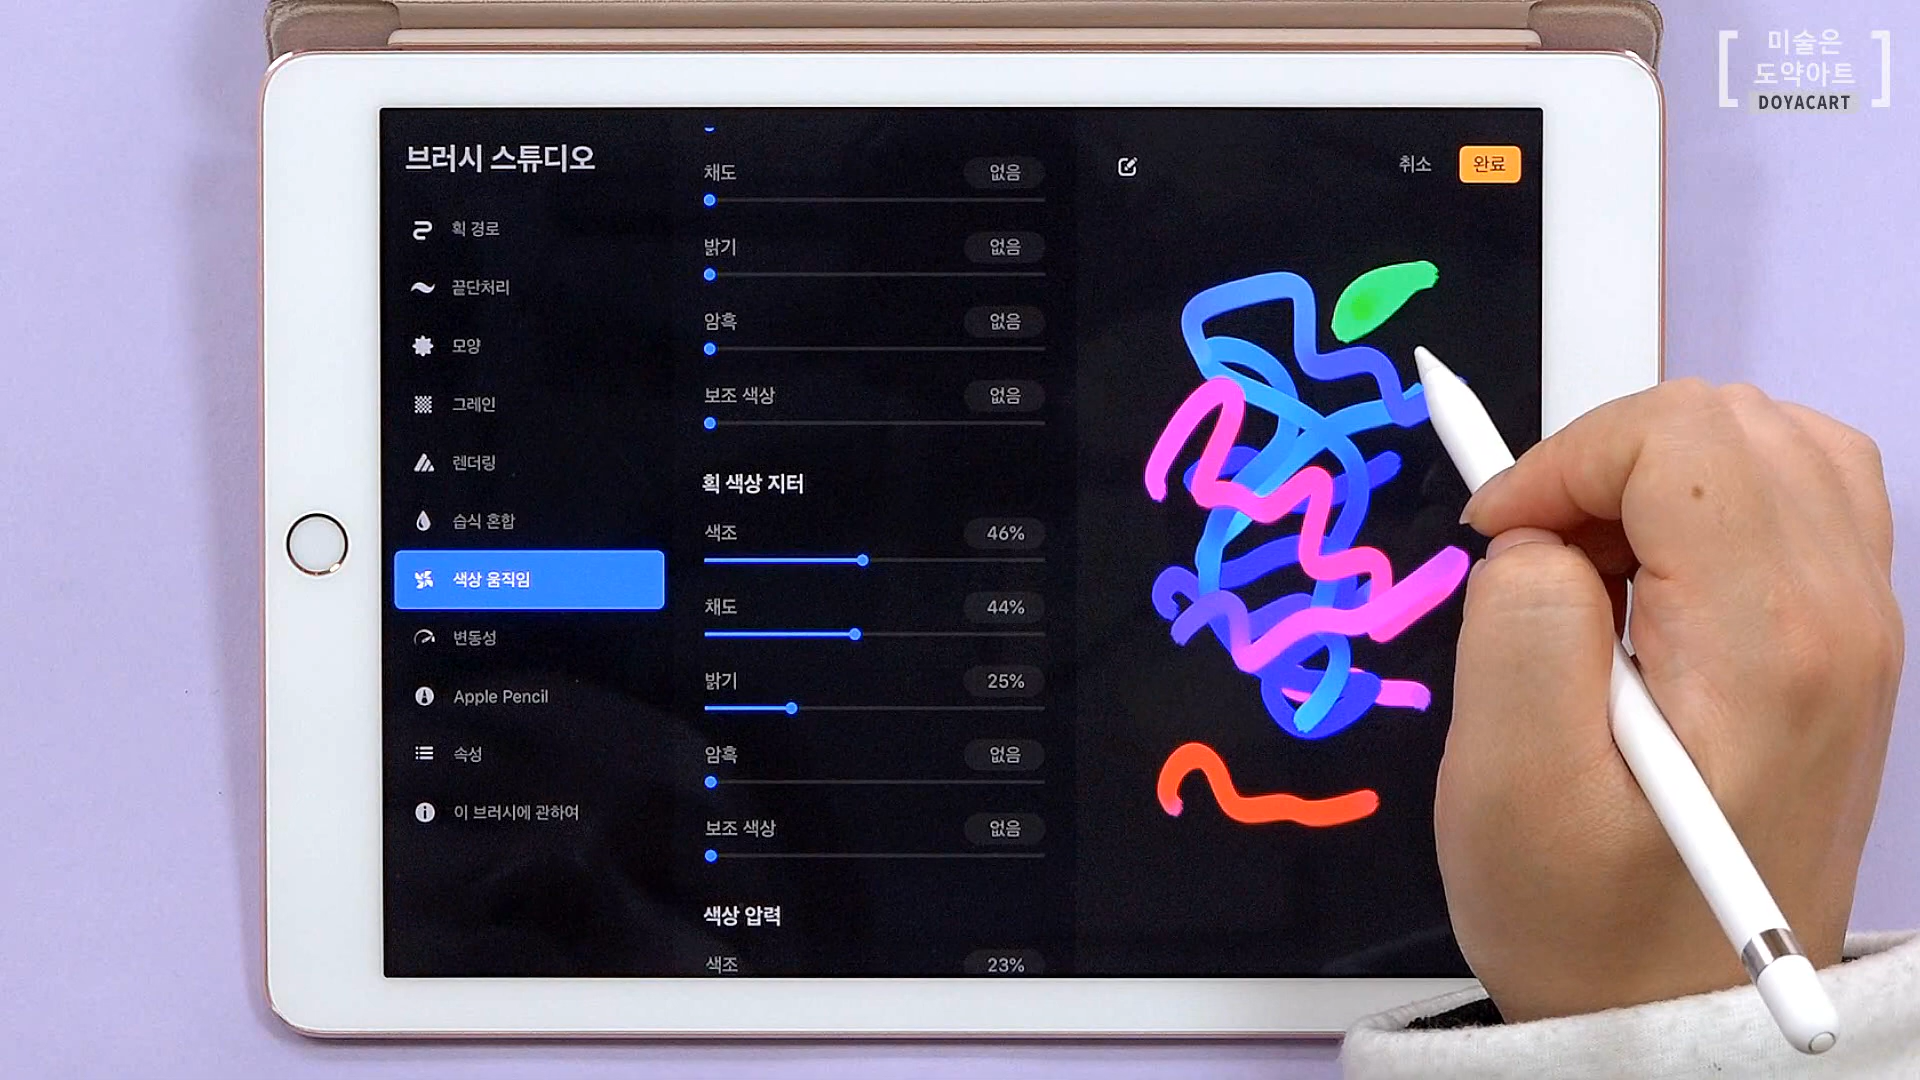 미술은
도약아트
DOYACART
브러시 스튜디오
획 경로
끝단처리
모양
그레인
렌더링
습식 혼합
색상 움직임
변동성
Apple Pencil
속성
이 브러시에 관하여
채도 없음
밝기 없음
암흑 없음
보조 색상 없음
획 색상 지터
색조 46%
채도 44%
밝기 25%
암흑 없음
보조 색상 없음
색상 압력
색조 23%
취소
완료